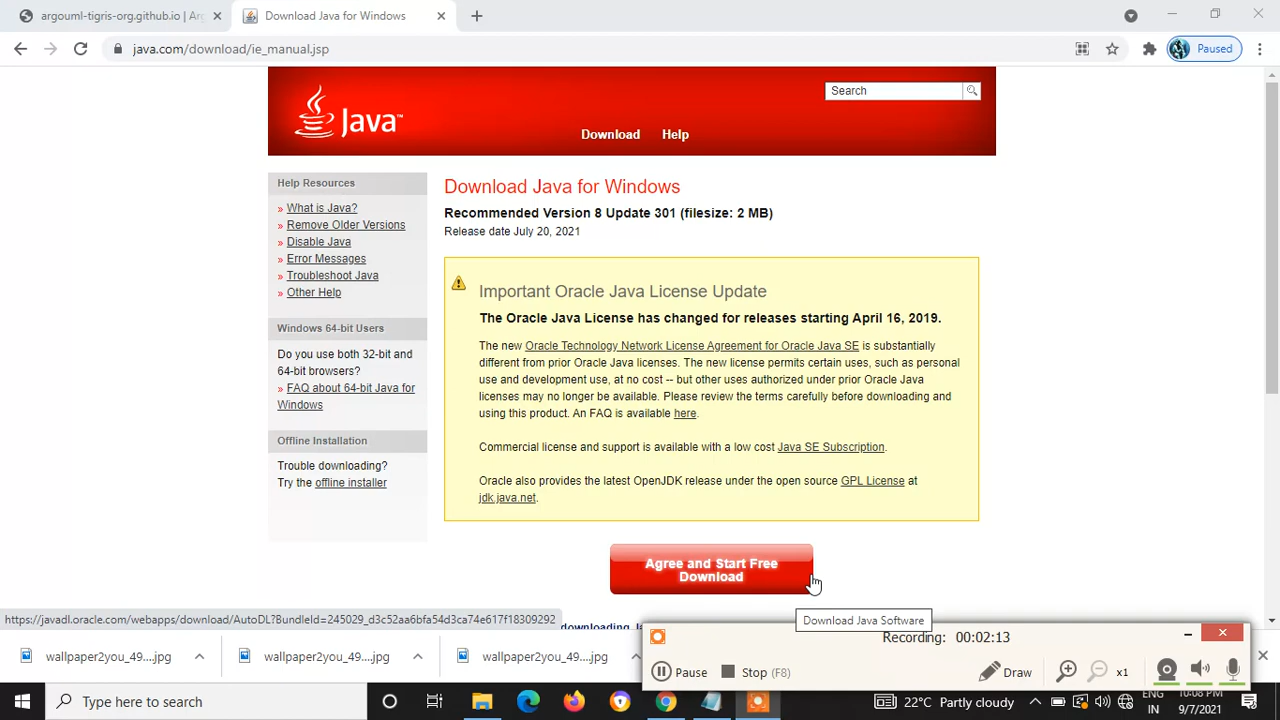 argouml-tigris-org.github.io | Arg
Download Java for Windows
java.com/download/ie_manual.jsp
Paused
Java™
Search
Download
Help
Help Resources
» What is Java?
» Remove Older Versions
» Disable Java
» Error Messages
» Troubleshoot Java
» Other Help
Windows 64-bit Users
Do you use both 32-bit and
64-bit browsers?
» FAQ about 64-bit Java for
Windows
Offline Installation
Trouble downloading?
Try the offline installer
Download Java for Windows
Recommended Version 8 Update 301 (filesize: 2 MB)
Release date July 20, 2021
Important Oracle Java License Update
The Oracle Java License has changed for releases starting April 16, 2019.
The new Oracle Technology Network License Agreement for Oracle Java SE is substantially
different from prior Oracle Java licenses. The new license permits certain uses, such as personal
use and development use, at no cost -- but other uses authorized under prior Oracle Java
licenses may no longer be available. Please review the terms carefully before downloading and
using this product. An FAQ is available here.
Commercial license and support is available with a low cost Java SE Subscription.
Oracle also provides the latest OpenJDK release under the open source GPL License at
jdk.java.net.
Agree and Start Free
Download
Download Java Software
https://javadl.oracle.com/webapps/download/AutoDL?BundleId=245029_d3c52aa6bfa54d3ca74e617f18309292
downloading Ja
Recording: 00:02:13
Pause
Stop (F8)
Draw
x1
wallpaper2you_49....jpg
wallpaper2you_49....jpg
wallpaper2you_49....jpg
Type here to search
22°C Partly cloudy
ENG
IN
10:08 PM
9/7/2021